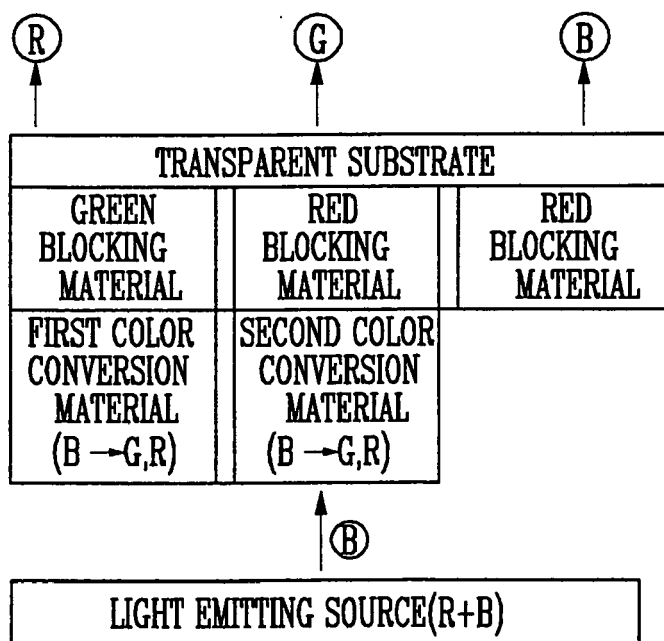 R
G
B
TRANSPARENT SUBSTRATE
GREEN
BLOCKING
MATERIAL
RED
BLOCKING
MATERIAL
RED
BLOCKING
MATERIAL
FIRST COLOR
CONVERSION
MATERIAL
(B →G,R)
SECOND COLOR
CONVERSION
MATERIAL
(B →G,R)
B
LIGHT EMITTING SOURCE(R+B)